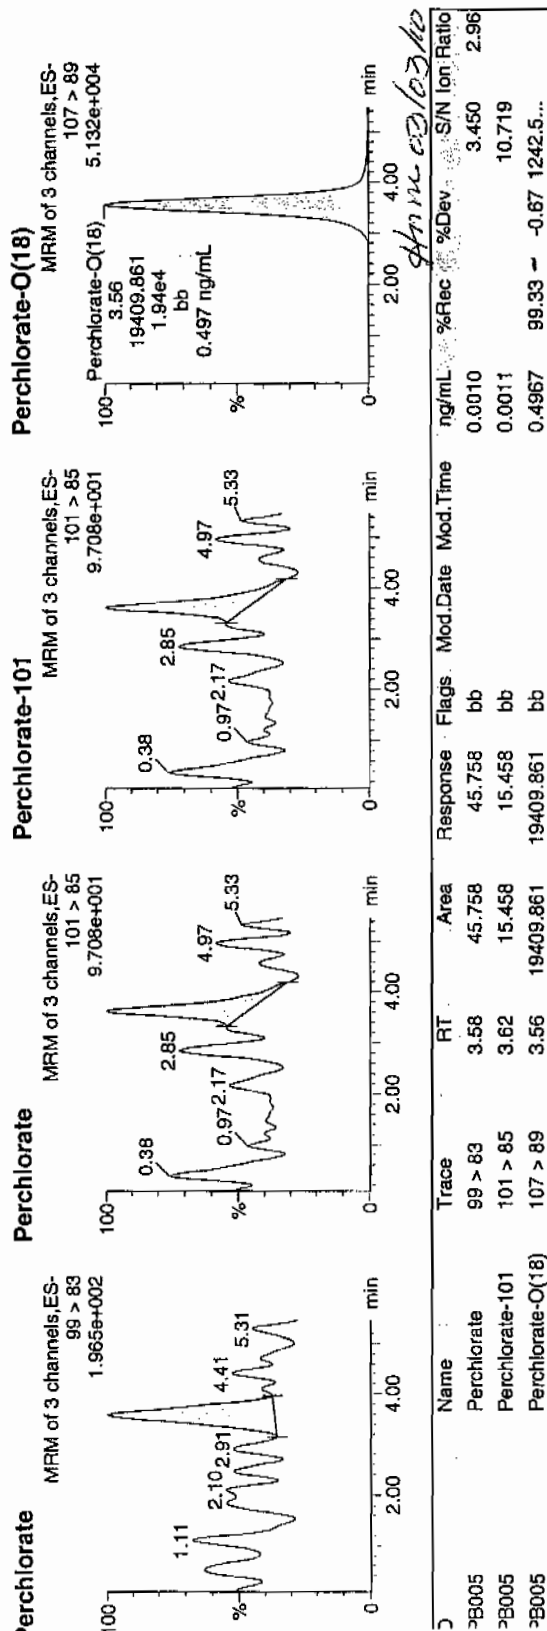 Perchlorate
MRM of 3 channels,ES-
99 > 83
1.965e+002
100
%
0
1.11
2.10
2.91
4.41
5.31
2.00
4.00
min
Perchlorate
MRM of 3 channels,ES-
101 > 85
9.708e+001
100
%
0
0.38
0.97
2.17
2.85
4.97
5.33
2.00
4.00
min
Perchlorate-101
MRM of 3 channels,ES-
101 > 85
9.708e+001
100
%
0
0.38
0.97
2.17
2.85
4.97
5.33
2.00
4.00
min
Perchlorate-O(18)
MRM of 3 channels,ES-
107 > 89
5.132e+004
100
%
0
Perchlorate-O(18)
3.56
19409.861
1.94e4
bb
0.497 ng/mL
2.00
4.00
min
03/03/10
Name Trace RT Area Response Flags Mod.Date Mod.Time ng/mL %Rec %Dev S/N Ion Ratio
PB005 Perchlorate 99 > 83 3.58 45.758 45.758 bb 0.0010 3.450 2.96
PB005 Perchlorate-101 101 > 85 3.62 15.458 15.458 bb 0.0011 10.719
PB005 Perchlorate-O(18) 107 > 89 3.56 19409.861 19409.861 bb 0.4967 99.33 -0.67 1242.5...